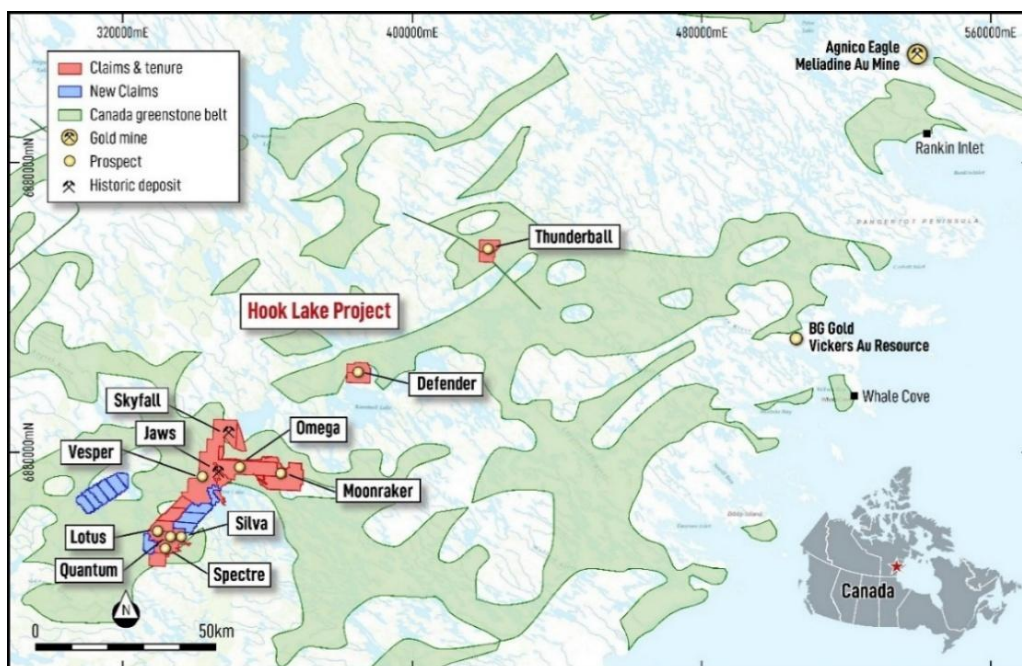 320000mE
400000mE
480000mE
560000mE
Claims & tenure
New Claims
Canada greenstone belt
Gold mine
Prospect
Historic deposit
6880000mN
Agnico Eagle
Meliadine Au Mine
Rankin Inlet
Thunderball
Hook Lake Project
BG Gold
Vickers Au Resource
Defender
Whale Cove
Skyfall
Jaws
Omega
Vesper
6880000mN
Moonraker
Lotus
Silva
Quantum
Spectre
N
0
50km
Canada